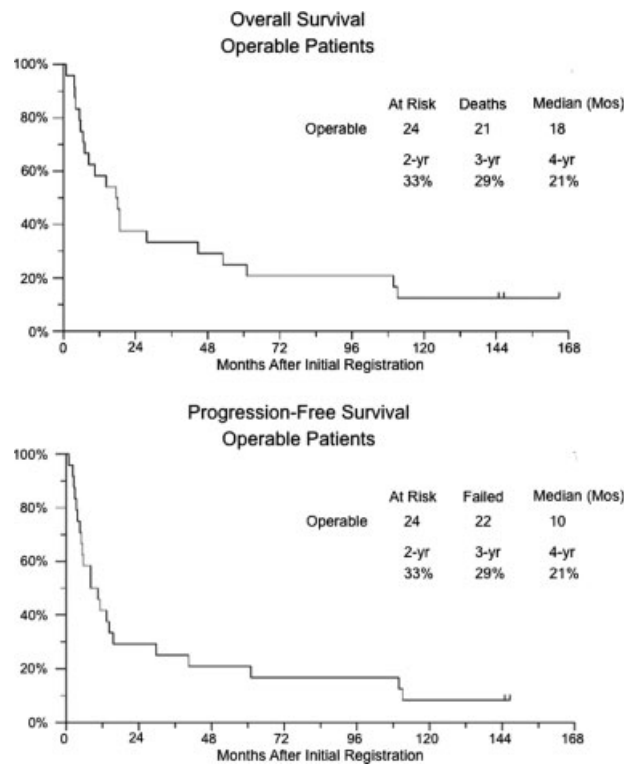 Overall Survival
Operable Patients
100%
80%
60%
40%
20%
0%
At Risk Deaths Median (Mos)
Operable 24 21 18
2-yr 3-yr 4-yr
33% 29% 21%
0 24 48 72 96 120 144 168
Months After Initial Registration
Progression-Free Survival
Operable Patients
100%
80%
60%
40%
20%
0%
At Risk Failed Median (Mos)
Operable 24 22 10
2-yr 3-yr 4-yr
33% 29% 21%
0 24 48 72 96 120 144 168
Months After Initial Registration